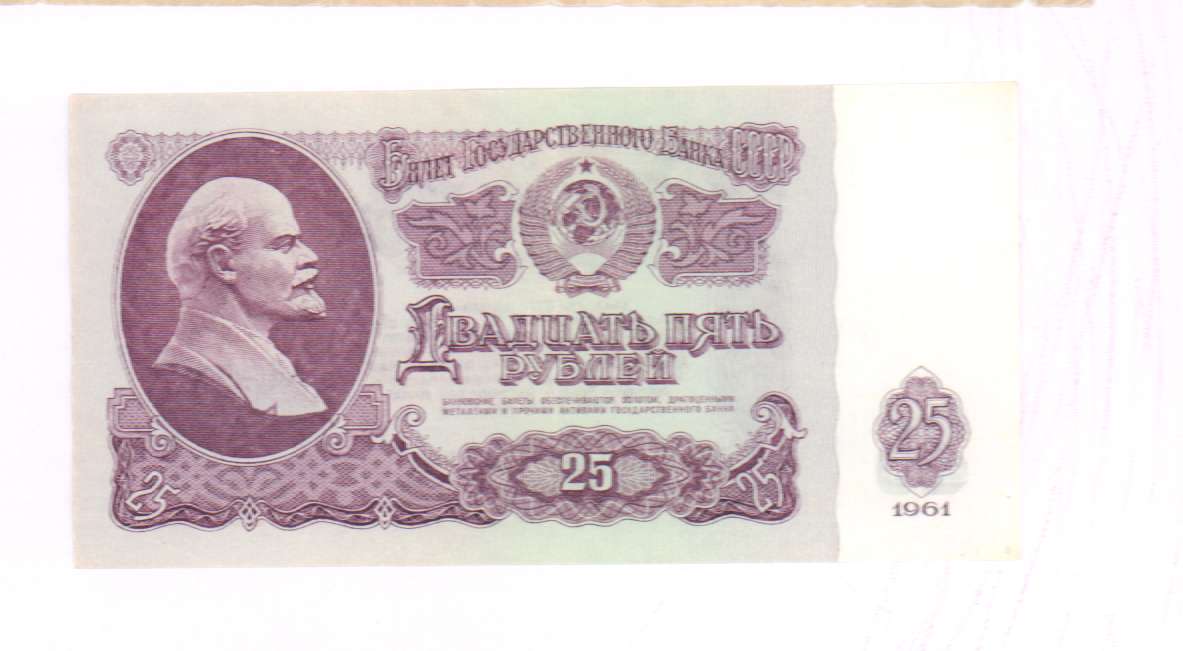 Билет Государственного Банка СССР
Двадцать пять
рублей
БАНКОВСКИЕ БИЛЕТЫ ОБЕСПЕЧИВАЮТСЯ ЗОЛОТОМ, ДРАГОЦЕННЫМИ
МЕТАЛЛАМИ И ПРОЧИМИ АКТИВАМИ ГОСУДАРСТВЕННОГО БАНКА
25
25
25
25
1961